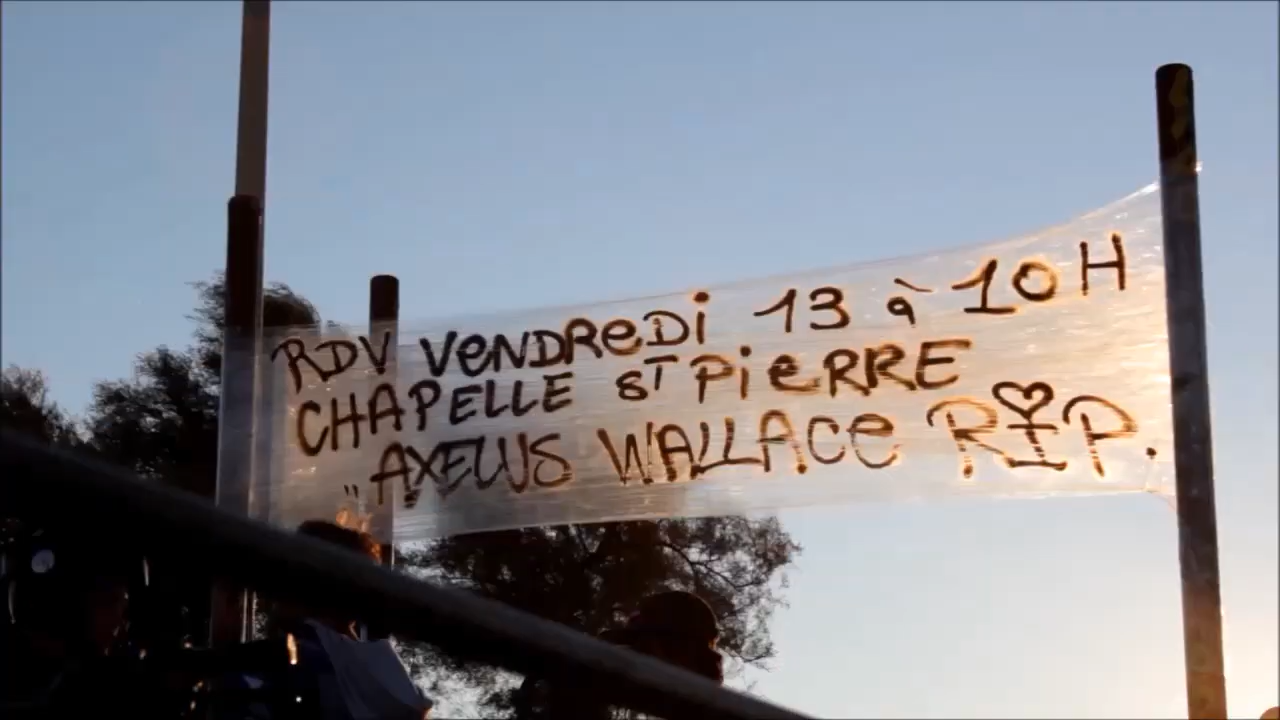 RDV VENDREDI 13 à 10H
CHAPELLE ST PIERRE
" AXELUS WALLACE RIP.